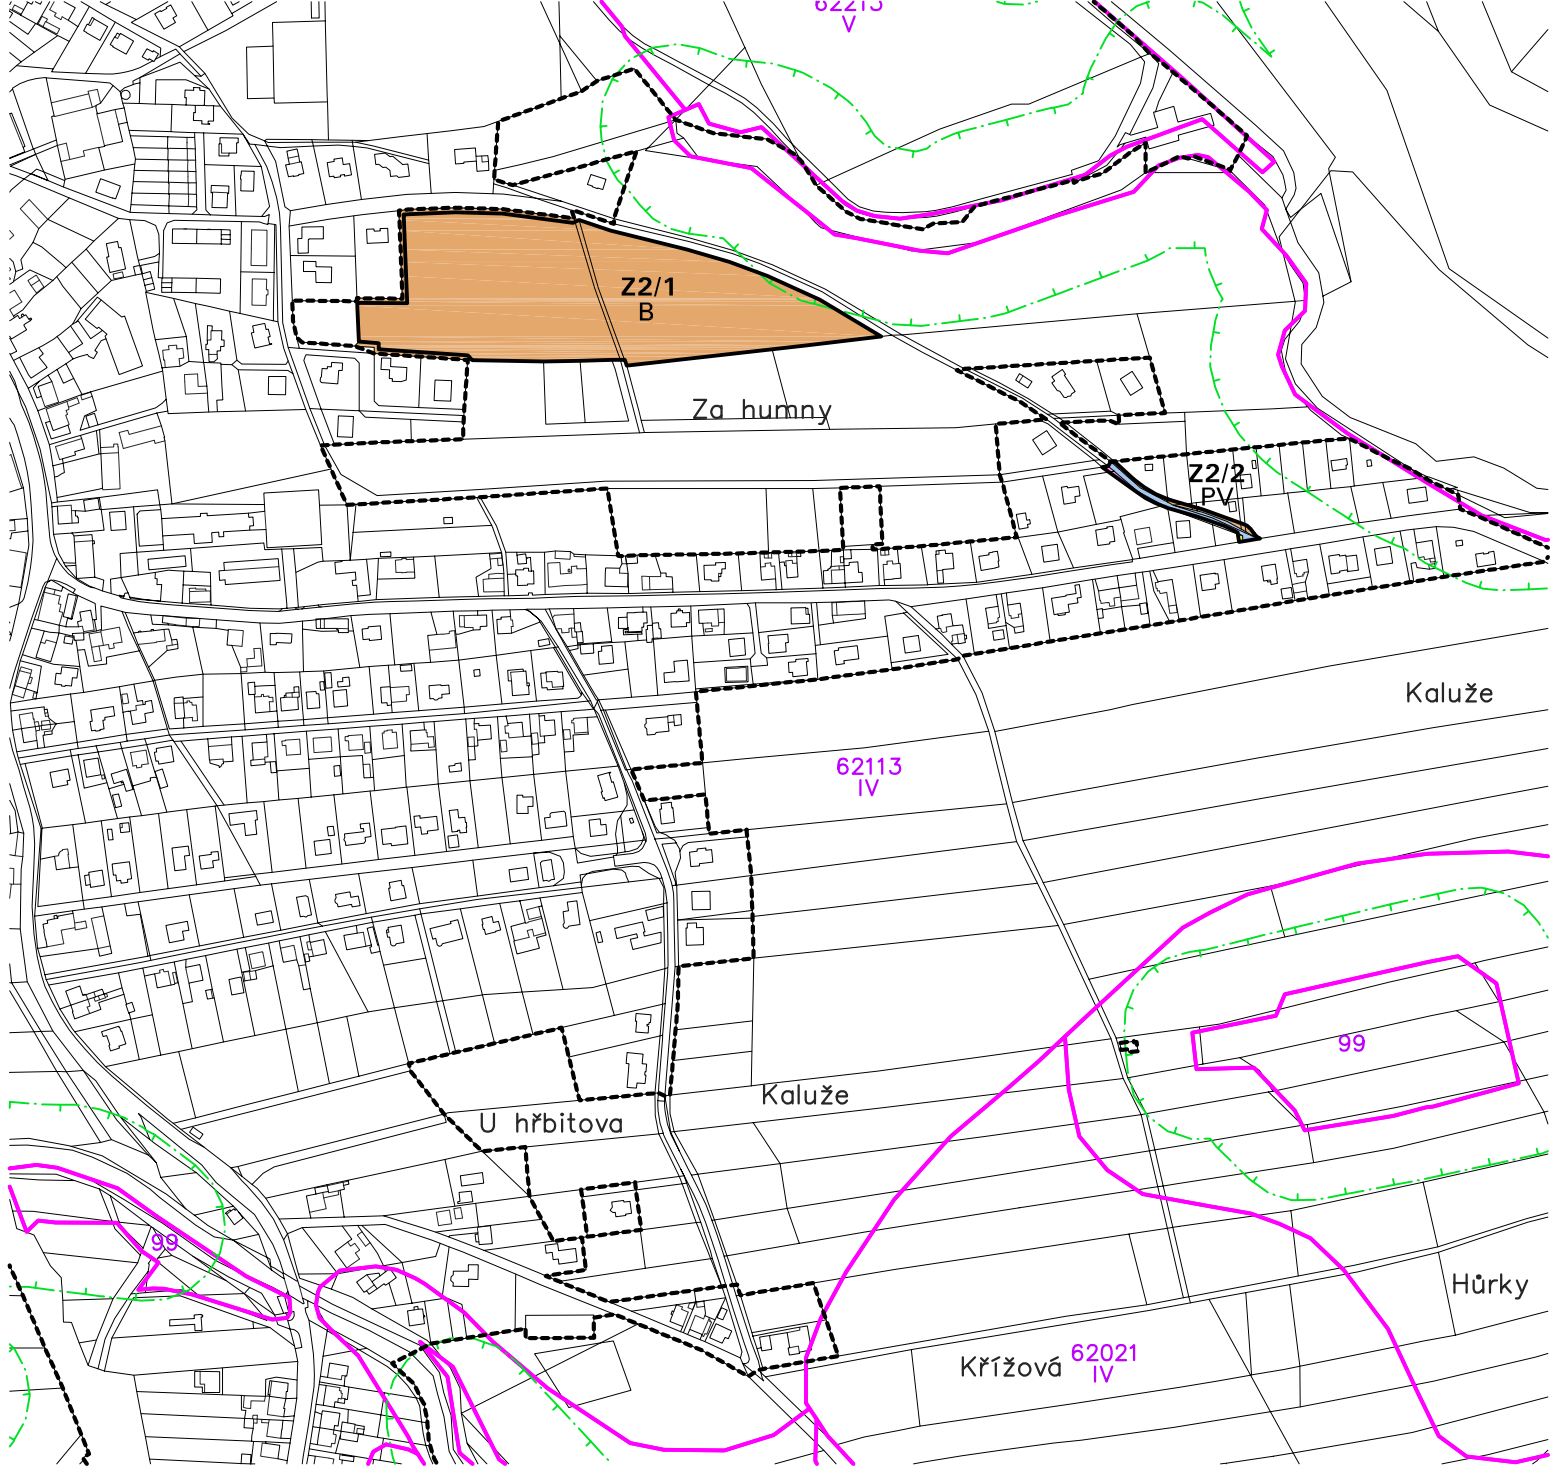 62213
V
Z2/1
B
Za humny
Z2/2
PV
Kaluže
62113
IV
99
Kaluže
U hřbitova
99
Hůrky
Křížová
62021
IV